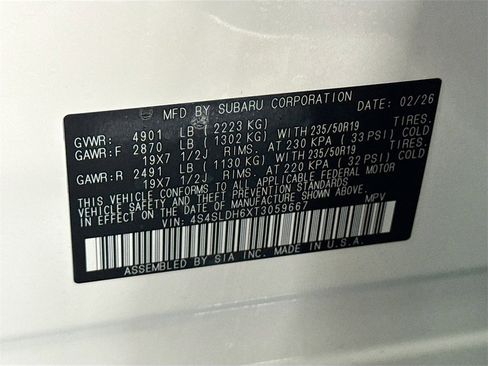 MFD BY SUBARU CORPORATION DATE: 02/26
GVWR: 4901 LB (2223 KG)
GAWR:F 2870 LB (1302 KG) WITH 235/50R19 TIRES.
19X7 1/2J RIMS. 230 KPA (33 PSI) COLD
GAWR:R 2491 LB (1130 KG) WITH 235/50R19 TIRES.
19X7 1/2J RIMS. 220 KPA (32 PSI) COLD
THIS VEHICLE CONFORMS TO ALL APPLICABLE FEDERAL MOTOR
VEHICLE SAFETY AND THEFT PREVENTION STANDARDS
IN EFFECT ON THE DATE OF MANUFACTURE SHOWN ABOVE.
VIN: 4S4SLDH6XT3059667 MPV
ASSEMBLED BY SIA INC. MADE IN U.S.A.